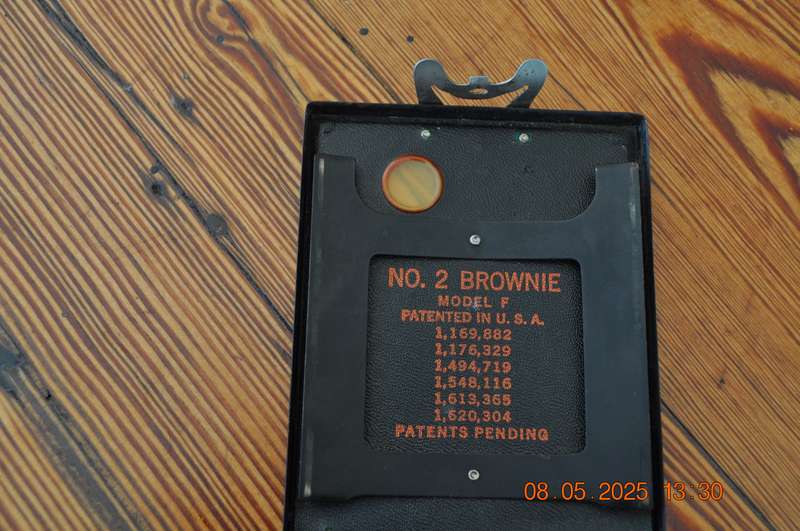 NO. 2 BROWNIE
MODEL F
PATENTED IN U. S. A.
1,169,882
1,176,329
1,494,719
1,548,116
1,613,365
1,620,304
PATENTS PENDING
08.05.2025 13:30